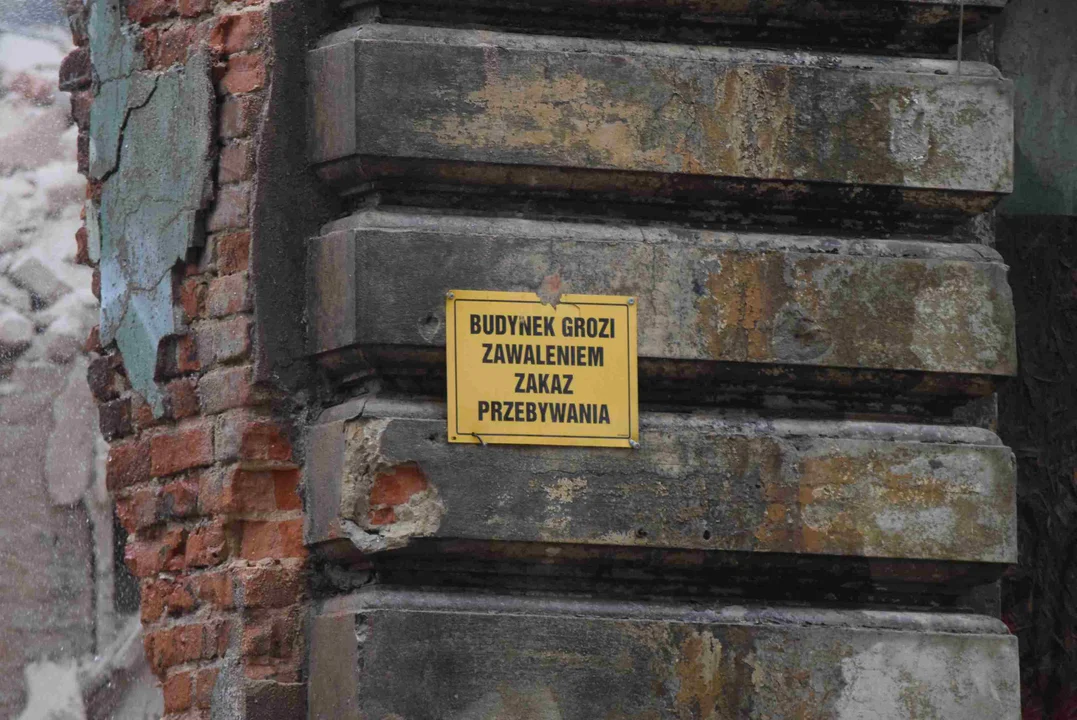 BUDYNEK GROZI
ZAWALENIEM
ZAKAZ
PRZEBYWANIA